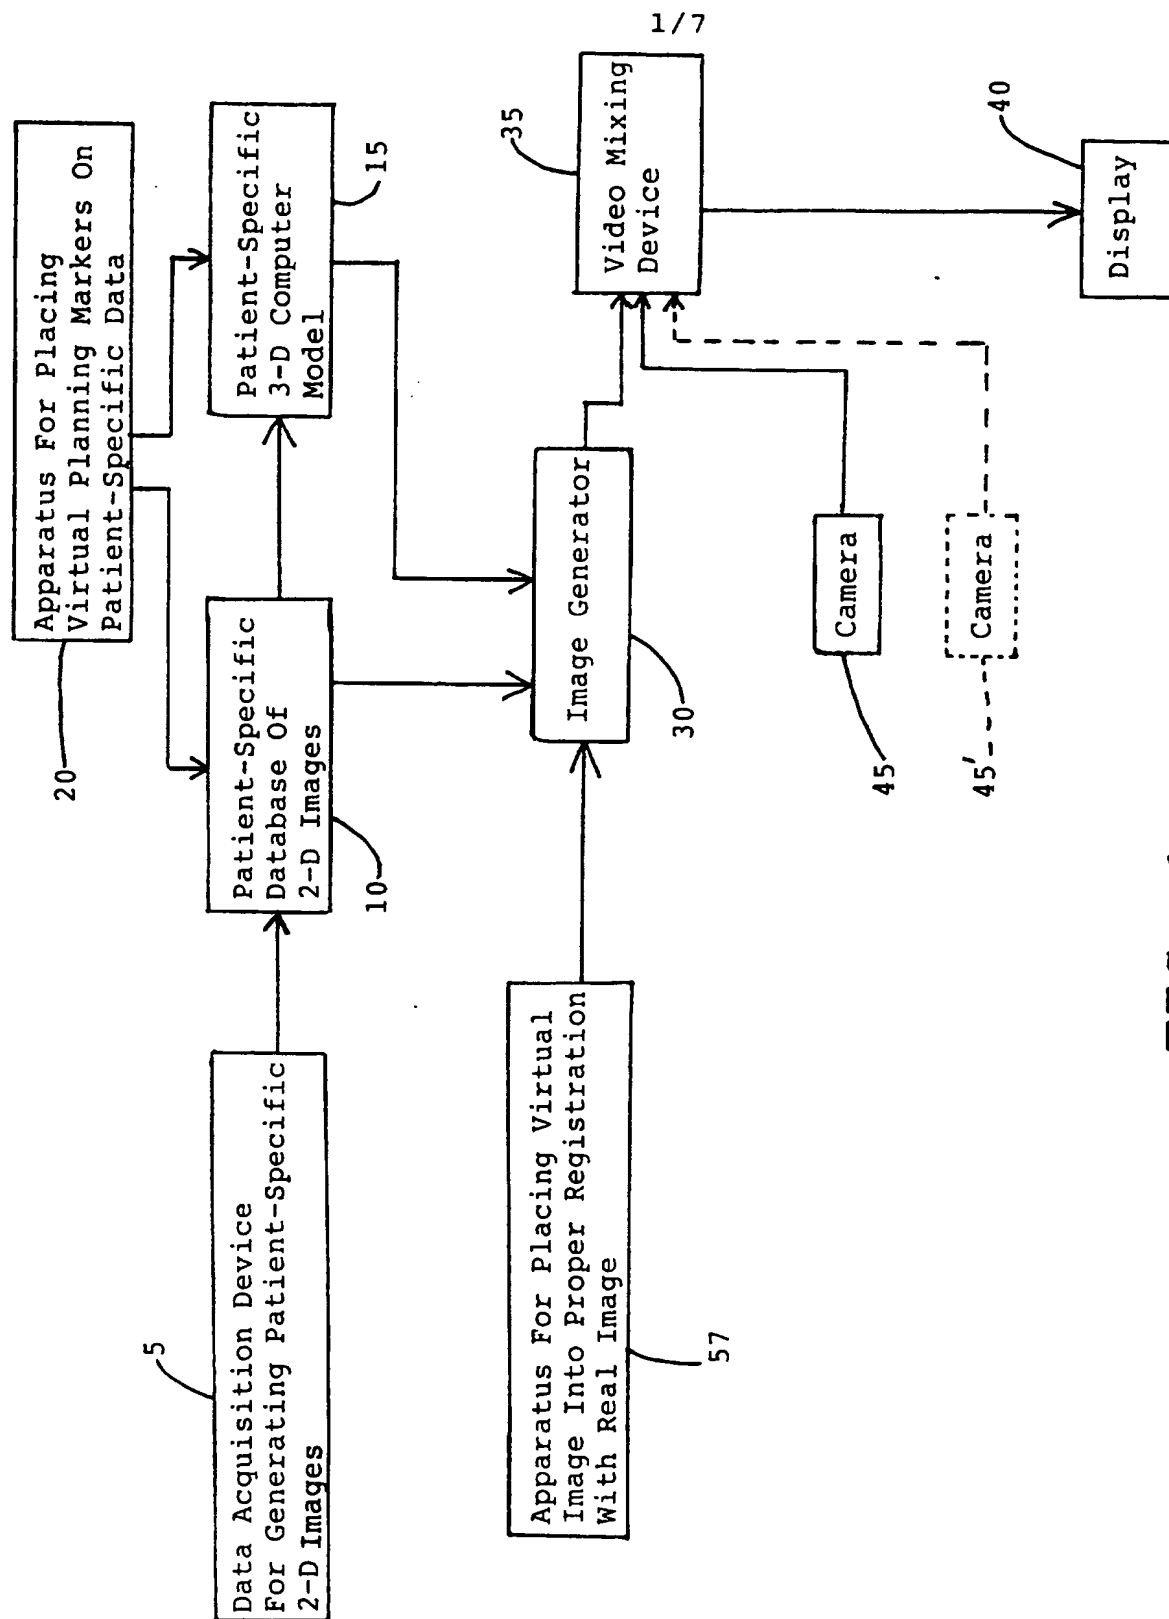 1/7
Apparatus For Placing
Virtual Planning Markers On
Patient-Specific Data
20
Data Acquisition Device
For Generating Patient-Specific
2-D Images
5
Patient-Specific
Database Of
2-D Images
10
Patient-Specific
3-D Computer
Model
15
Apparatus For Placing Virtual
Image Into Proper Registration
With Real Image
57
Image Generator
30
Video Mixing
Device
35
Camera
45
Camera
45'
Display
40